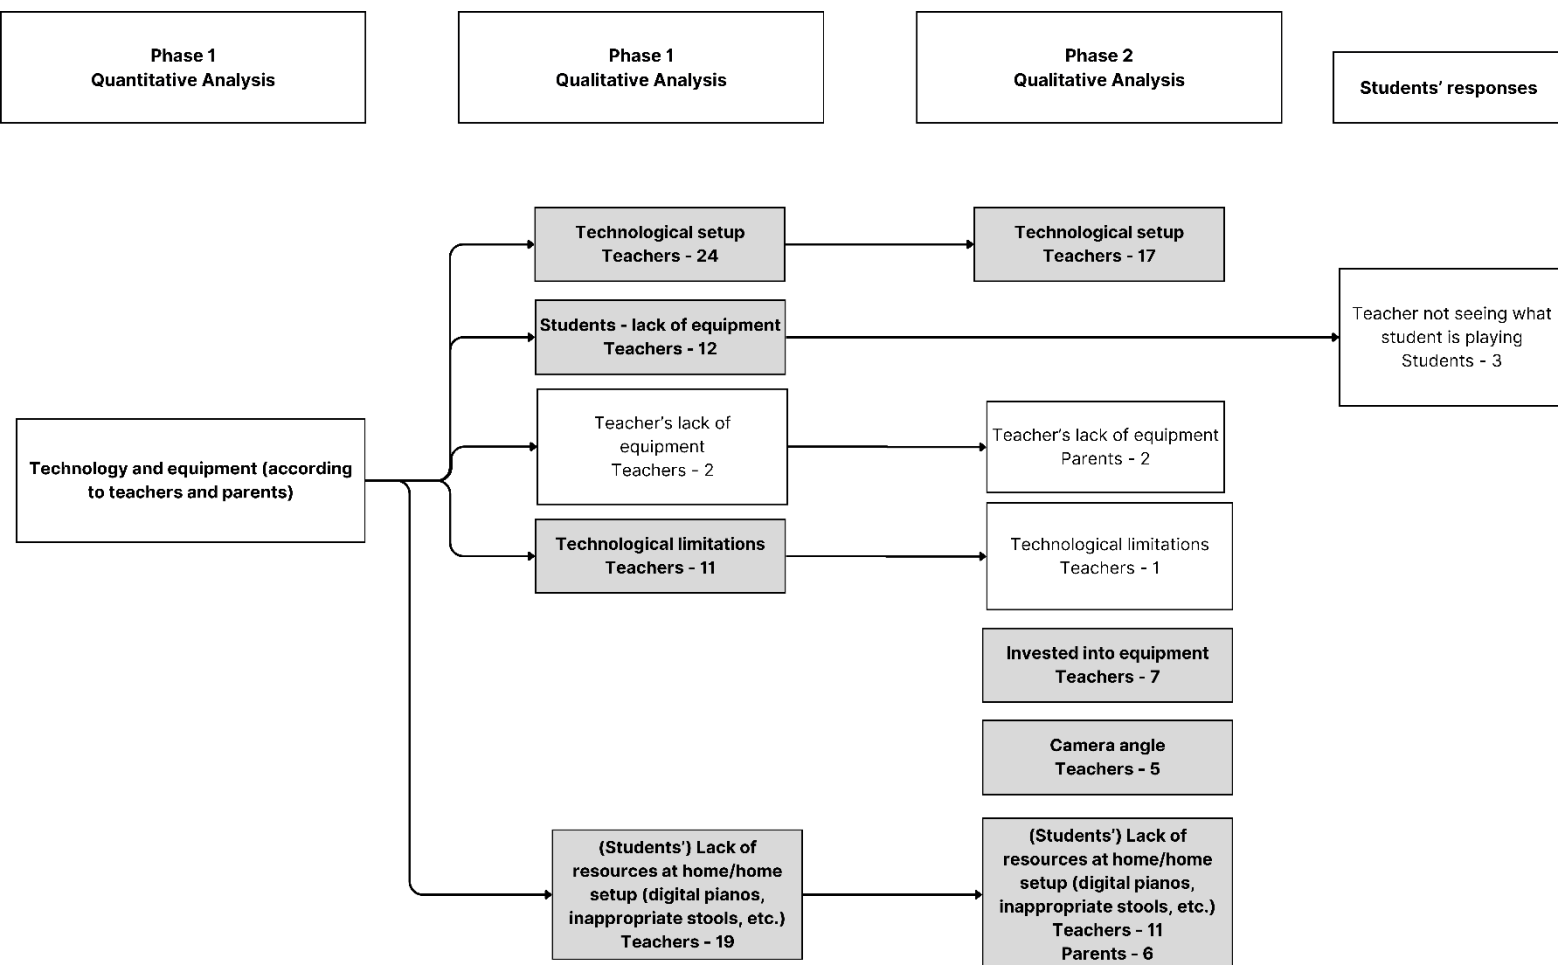 Phase 1
Quantitative Analysis
Phase 1
Qualitative Analysis
Phase 2
Qualitative Analysis
Students’ responses
Technology and equipment (according
to teachers and parents)
Technological setup
Teachers - 24
Students - lack of equipment
Teachers - 12
Teacher’s lack of
equipment
Teachers - 2
Technological limitations
Teachers - 11
(Students’) Lack of
resources at home/home
setup (digital pianos,
inappropriate stools, etc.)
Teachers - 19
Technological setup
Teachers - 17
Teacher’s lack of equipment
Parents - 2
Technological limitations
Teachers - 1
Invested into equipment
Teachers - 7
Camera angle
Teachers - 5
(Students’) Lack of
resources at home/home
setup (digital pianos,
inappropriate stools, etc.)
Teachers - 11
Parents - 6
Teacher not seeing what
student is playing
Students - 3